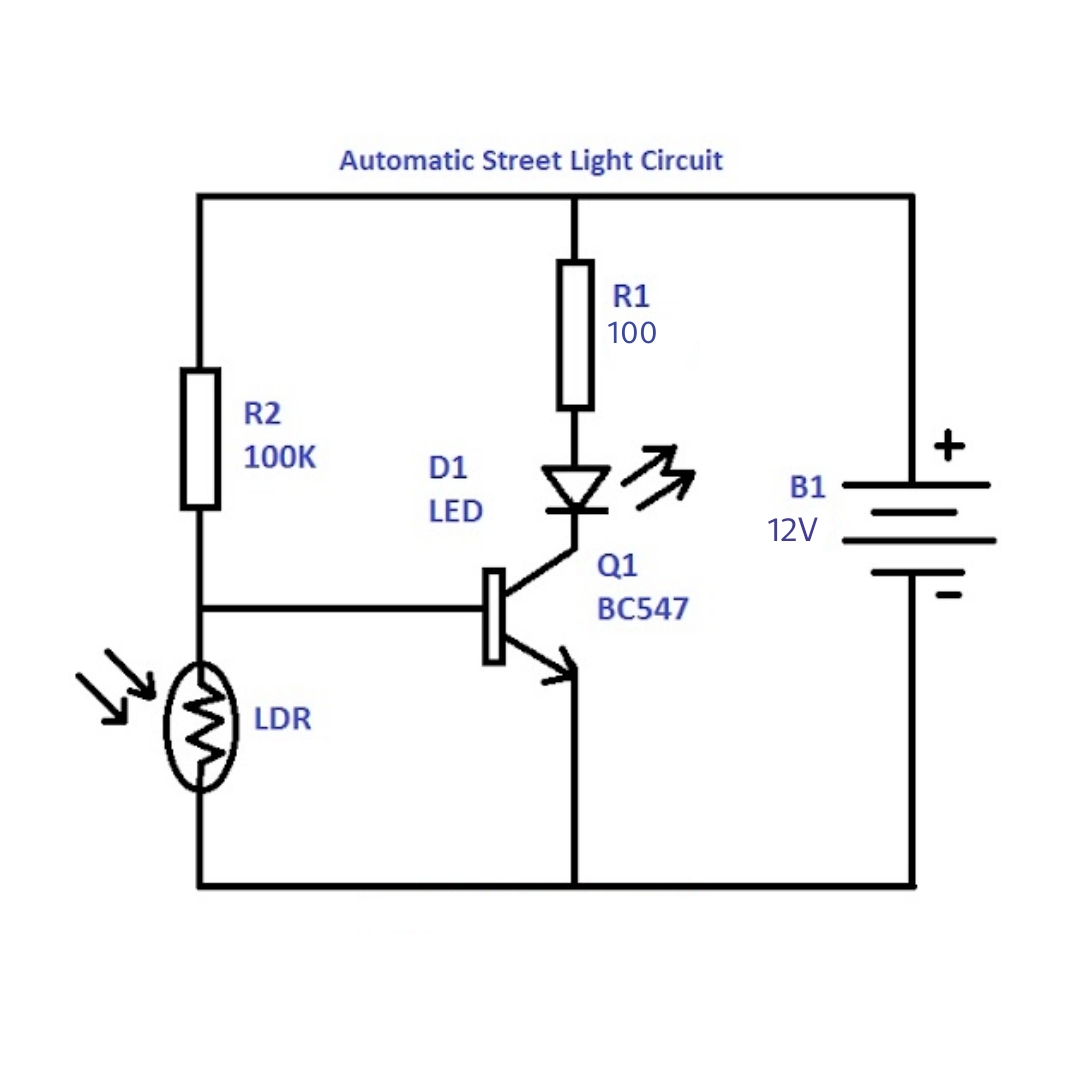 Automatic Street Light Circuit
R1
100
R2
100K
D1
LED
B1
12V
+
-
Q1
BC547
LDR